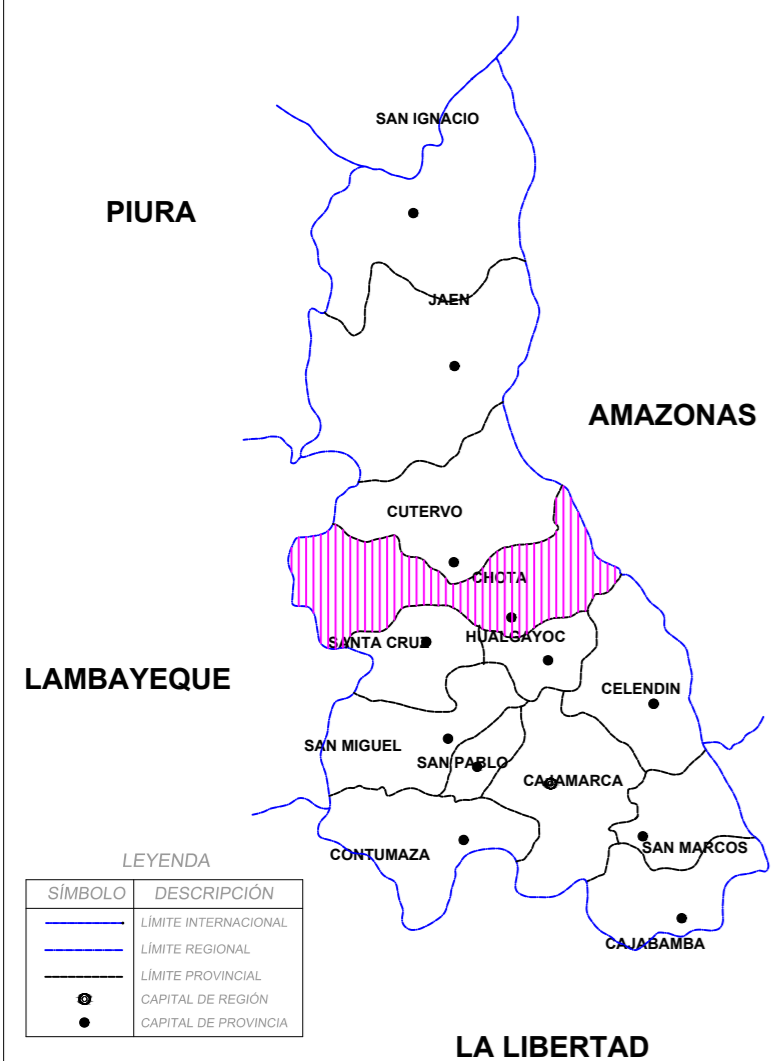 SAN IGNACIO
PIURA
JAEN
AMAZONAS
CUTERVO
CHOTA
HUALGAYOC
SANTA CRUZ
LAMBAYEQUE
CELENDIN
SAN MIGUEL
SAN PABLO
CAJAMARCA
SAN MARCOS
CONTUMAZA
CAJABAMBA
LA LIBERTAD
LEYENDA
SÍMBOLO DESCRIPCIÓN
LÍMITE INTERNACIONAL
LÍMITE REGIONAL
LÍMITE PROVINCIAL
CAPITAL DE REGIÓN
CAPITAL DE PROVINCIA